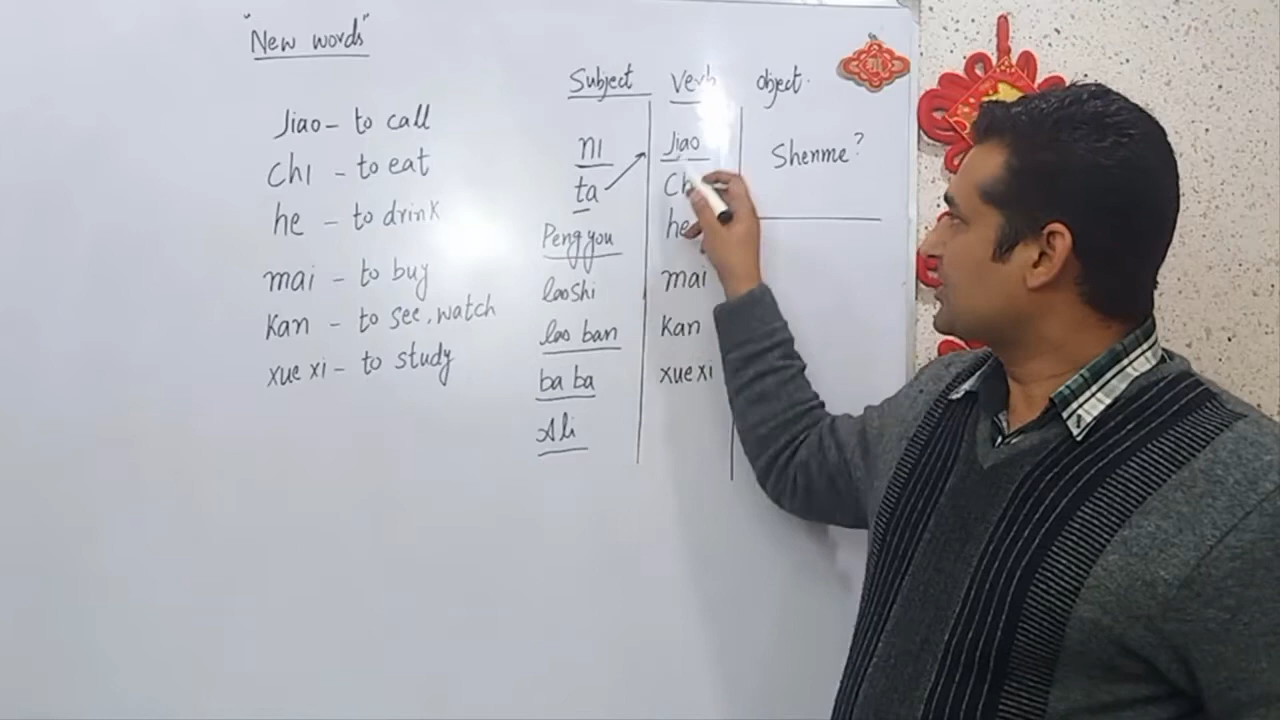 "New words"
Jiao - to call
Chi - to eat
he - to drink
mai - to buy
Kan - to see, watch
xue xi - to study
Subject Verb object.
ni Jiao Shenme?
ta
Peng you he
laoshi mai
lao ban Kan
ba ba xue xi
Ali